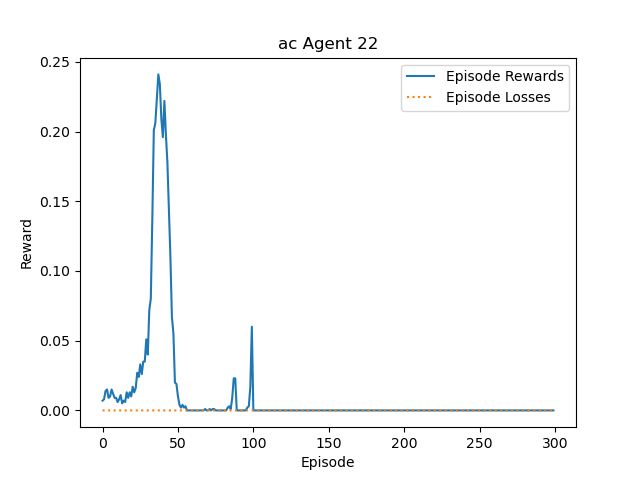 ac Agent 22
Episode Rewards
Episode Losses
0.25
0.20
0.15
0.10
0.05
0.00
Reward
0 50 100 150 200 250 300
Episode